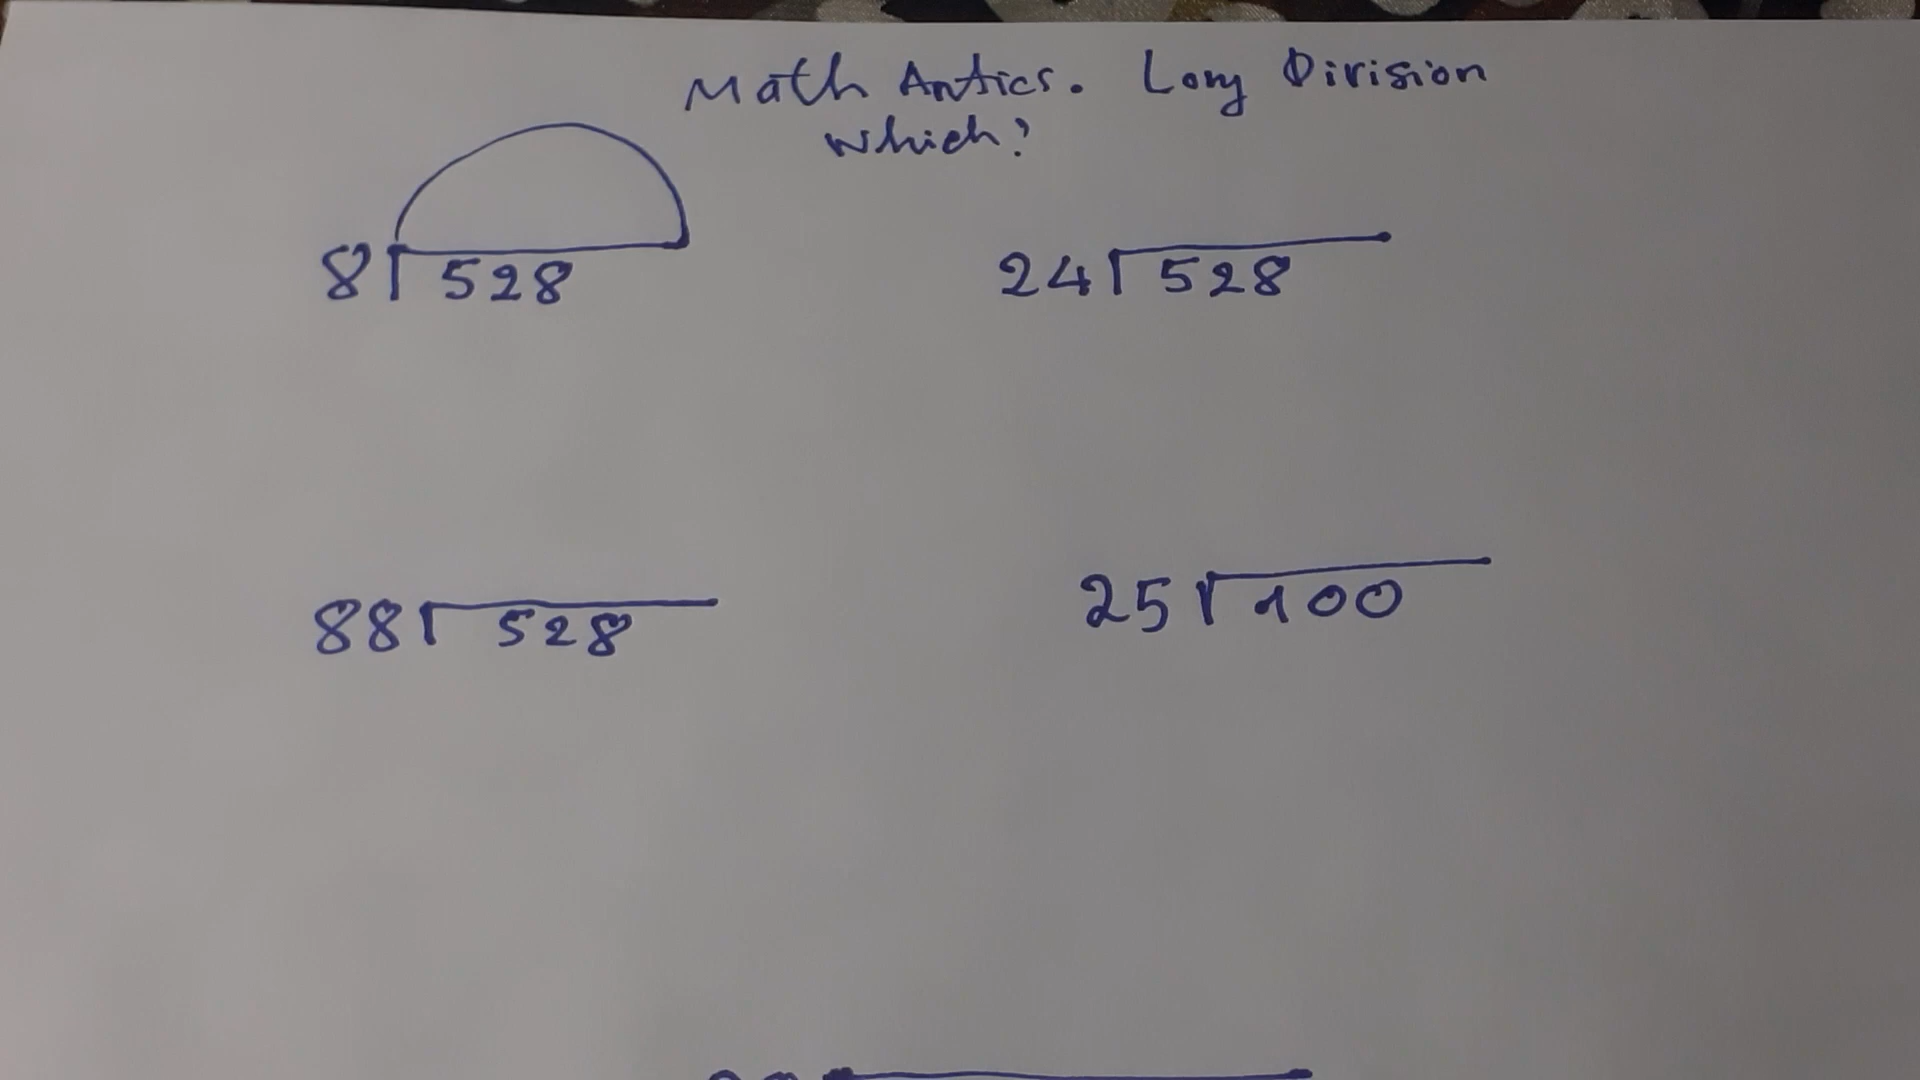 Math Antics. Long Division
Which?
8 528
24 528
88 528
25 100